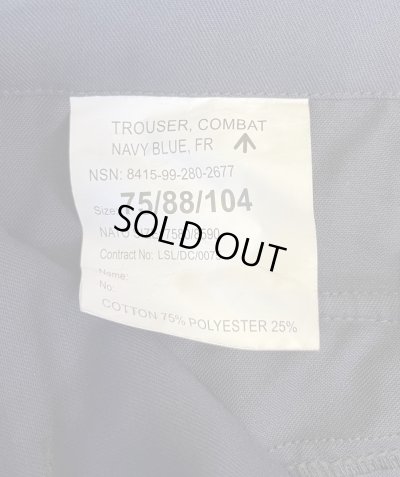 TROUSER, COMBAT
NAVY BLUE, FR ↑
NSN: 8415-99-280-2677
Size: 75/88/104
SOLD OUT
Contract No: LSL/DC/007
Name:
No:
COTTON 75% POLYESTER 25%